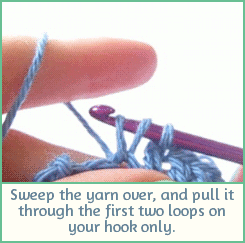 Sweep the yarn over, and pull it
through the first two loops on
your hook only.